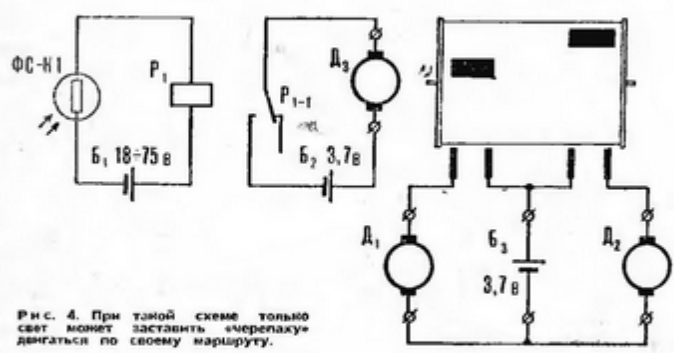 ФС-К1
Р1
Б1 18÷75 в
Р1-1
Д3
Б2 3,7в
Д1
Б3
3,7в
Д2
Рис. 4. При такой схеме только
свет может заставить «черепаху»
двигаться по своему маршруту.